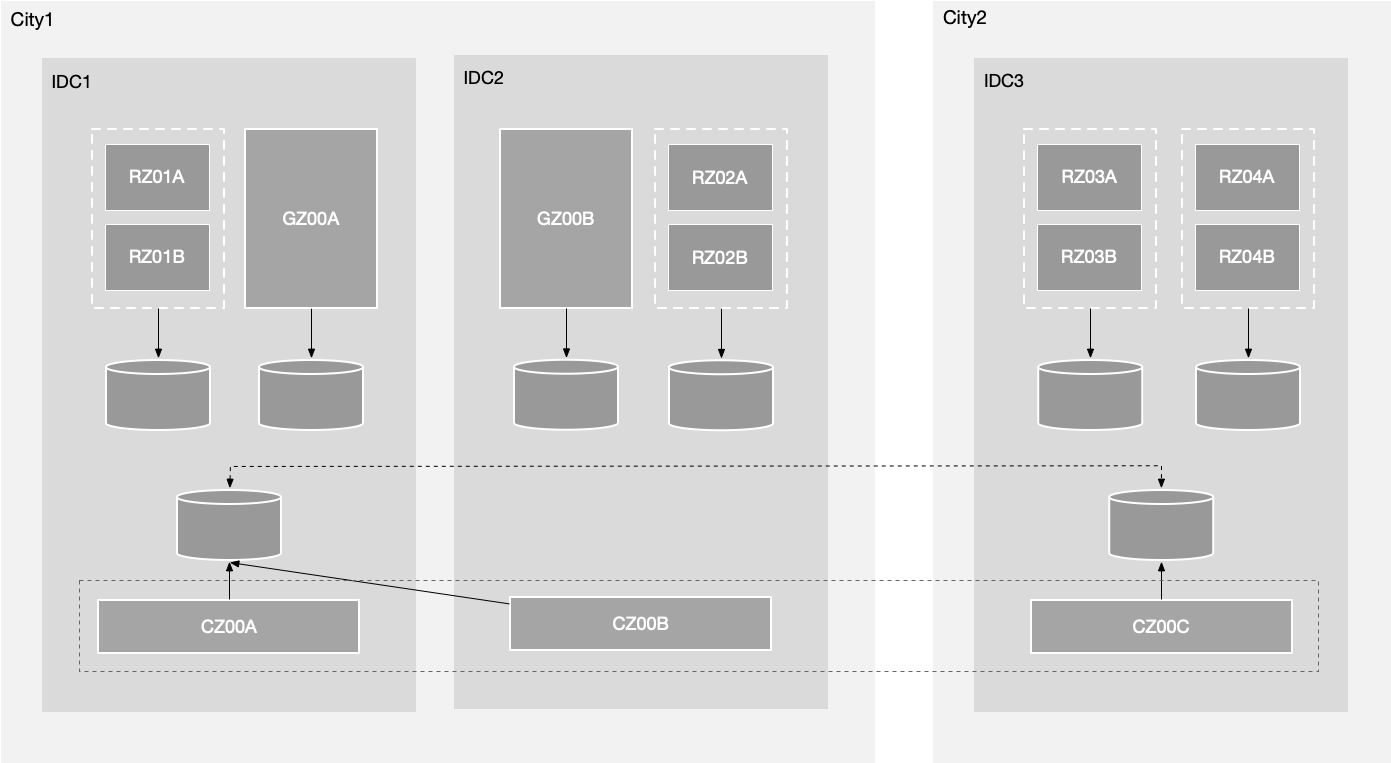 City1
City2
IDC1
IDC2
IDC3
RZ01A
RZ01B
GZ00A
GZ00B
RZ02A
RZ02B
RZ03A
RZ03B
RZ04A
RZ04B
CZ00A
CZ00B
CZ00C